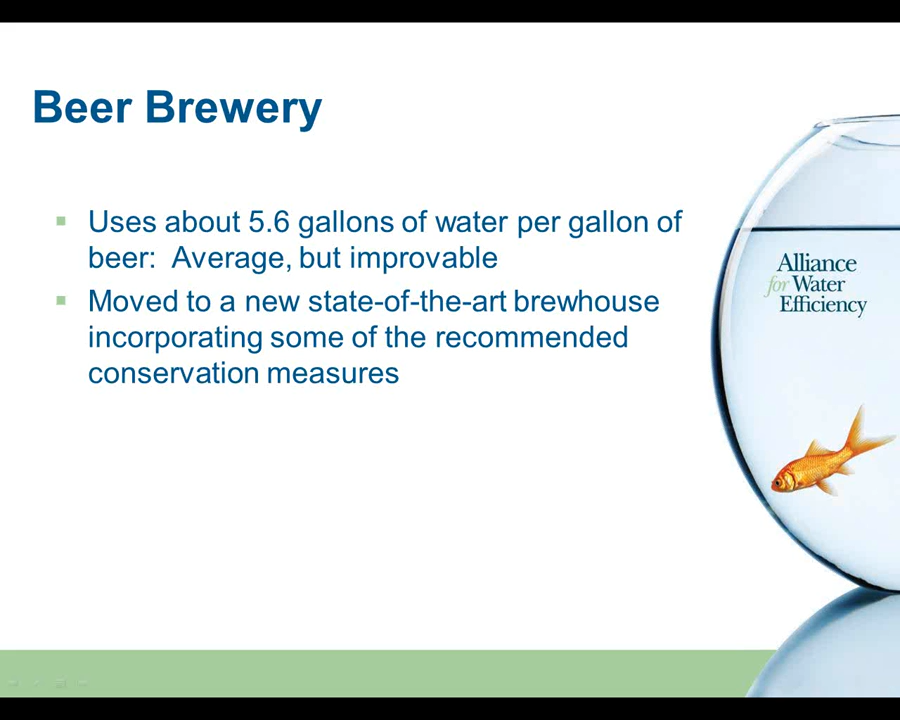 Beer Brewery
▪ Uses about 5.6 gallons of water per gallon of
beer:  Average, but improvable
▪ Moved to a new state-of-the-art brewhouse
incorporating some of the recommended
conservation measures
Alliance
for Water
Efficiency